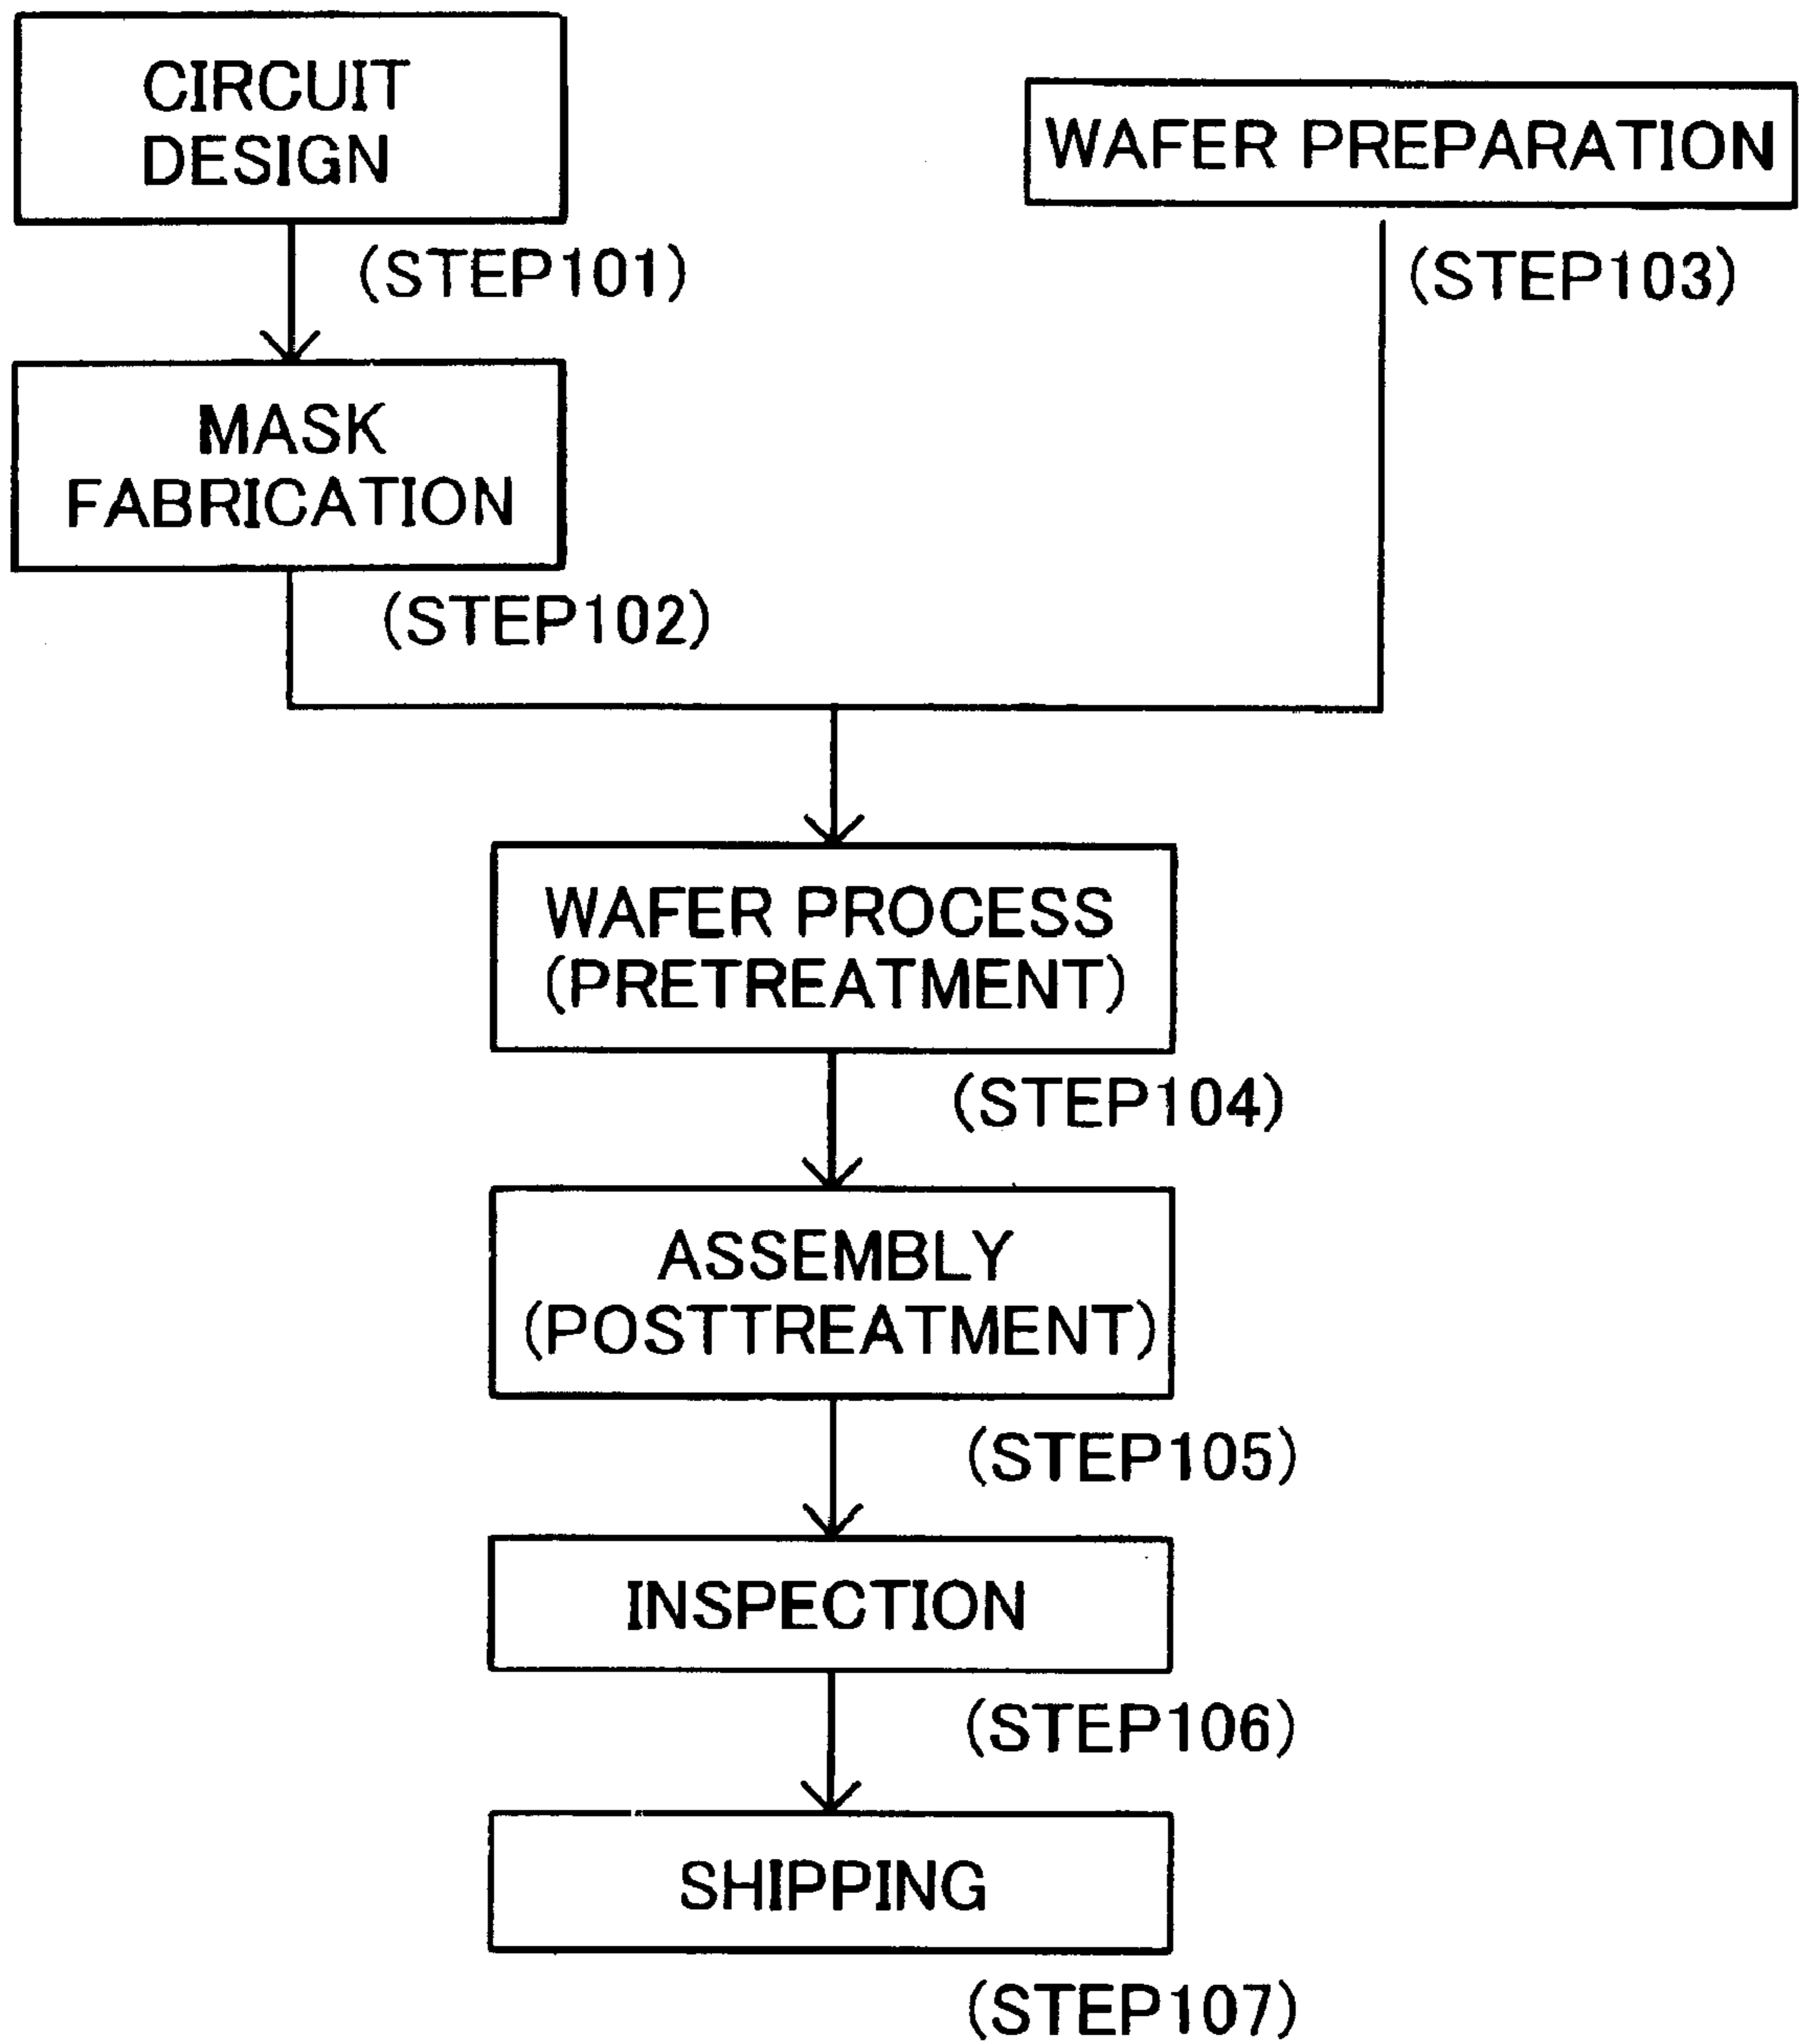 CIRCUIT
DESIGN
(STEP101)
WAFER PREPARATION
(STEP103)
MASK
FABRICATION
(STEP102)
WAFER PROCESS
(PRETREATMENT)
(STEP104)
ASSEMBLY
(POSTTREATMENT)
(STEP105)
INSPECTION
(STEP106)
SHIPPING
(STEP107)